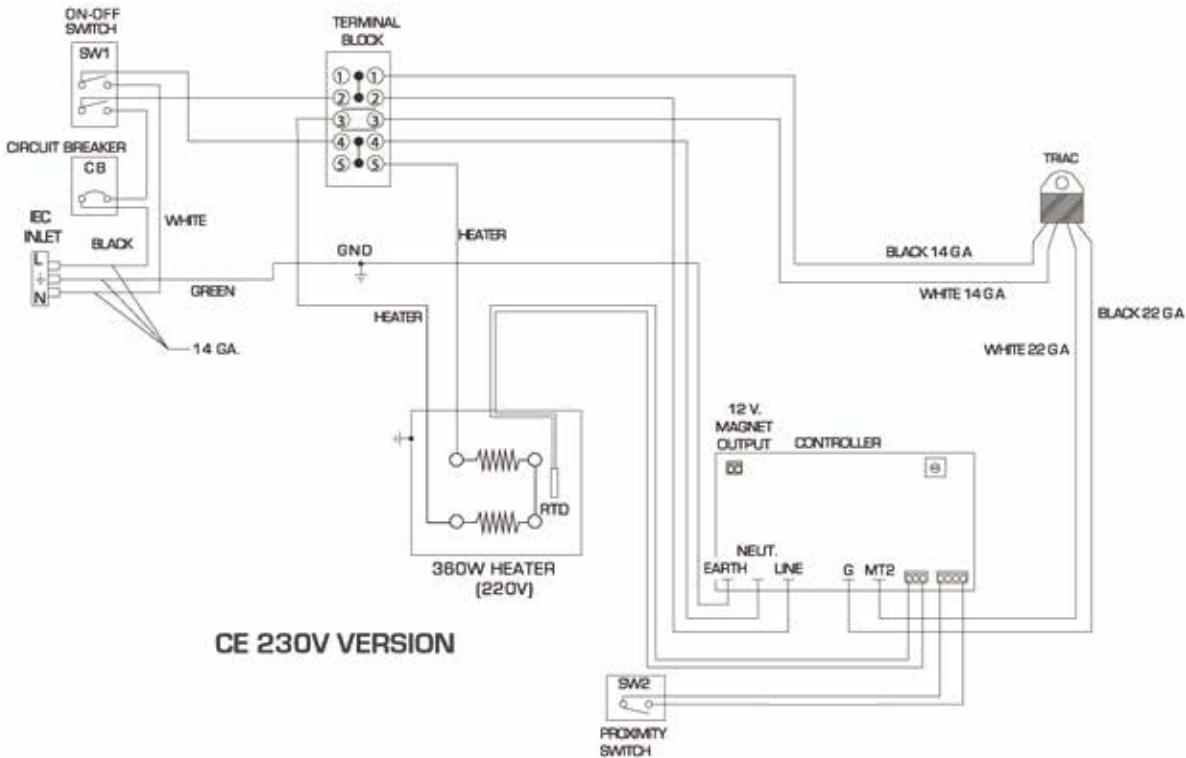 ON-OFF
SWITCH
SW1
TERMINAL
BLOCK
1 1
2 2
3 3
4 4
5 5
CIRCUIT BREAKER
CB
IEC
INLET
L
N
BLACK
WHITE
GREEN
14 GA.
GND
HEATER
HEATER
TRIAC
BLACK 14 GA
WHITE 14 GA
BLACK 22 GA
WHITE 22 GA
RTD
360W HEATER
(220V)
12 V.
MAGNET
OUTPUT
CONTROLLER
EARTH
NEUT.
LINE
G
MT2
CE 230V VERSION
SW2
PROXIMITY
SWITCH